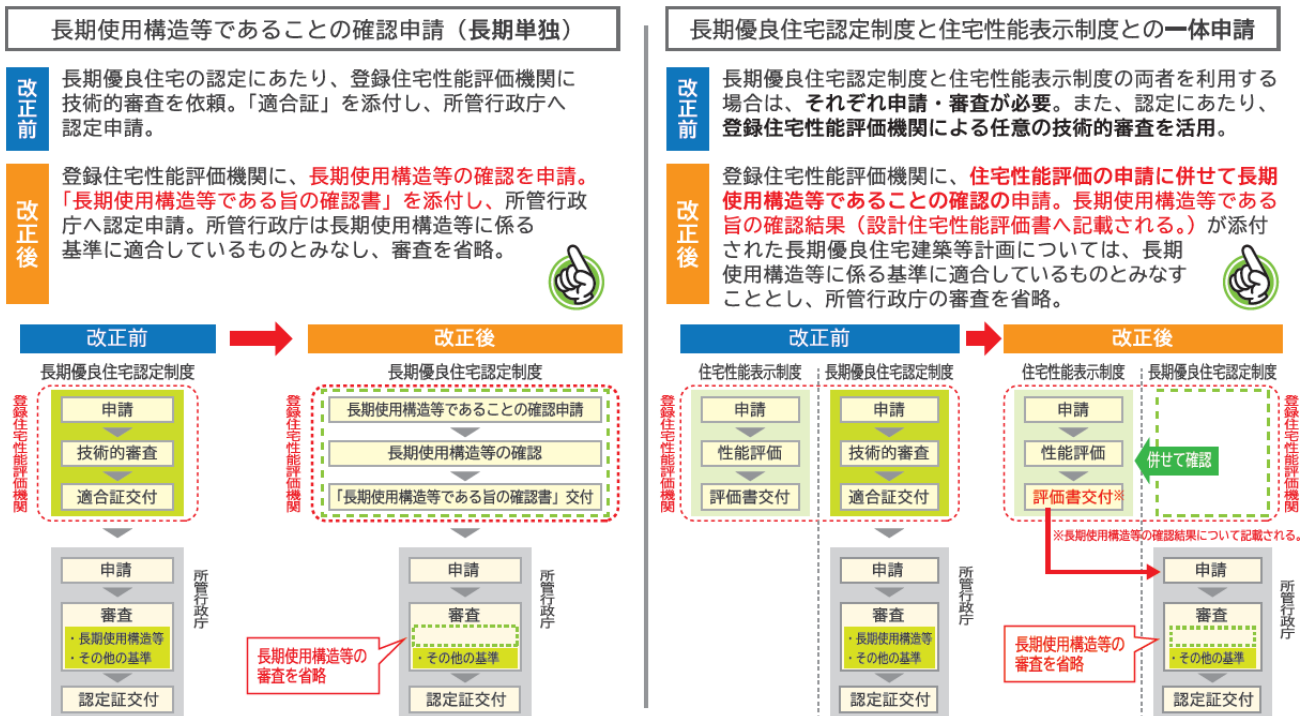 長期使用構造等であることの確認申請（長期単独）
改正前
長期優良住宅の認定にあたり、登録住宅性能評価機関に
技術的審査を依頼。「適合証」を添付し、所管行政庁へ
認定申請。
改正後
登録住宅性能評価機関に、長期使用構造等の確認を申請。
「長期使用構造等である旨の確認書」を添付し、所管行政
庁へ認定申請。所管行政庁は長期使用構造等に係る
基準に適合しているものとみなし、審査を省略。
改正前
改正後
長期優良住宅認定制度
登録住宅性能評価機関
申請
技術的審査
適合証交付
申請
審査
・長期使用構造等
・その他の基準
認定証交付
所管行政庁
長期優良住宅認定制度
登録住宅性能評価機関
長期使用構造等であることの確認申請
長期使用構造等の確認
「長期使用構造等である旨の確認書」交付
申請
審査
・その他の基準
認定証交付
所管行政庁
長期使用構造等の
審査を省略
長期優良住宅認定制度と住宅性能表示制度との一体申請
改正前
長期優良住宅認定制度と住宅性能表示制度の両者を利用する
場合は、それぞれ申請・審査が必要。また、認定にあたり、
登録住宅性能評価機関による任意の技術的審査を活用。
改正後
登録住宅性能評価機関に、住宅性能評価の申請に併せて長期
使用構造等であることの確認の申請。長期使用構造等である
旨の確認結果（設計住宅性能評価書へ記載される。）が添付
された長期優良住宅建築等計画については、長期
使用構造等に係る基準に適合しているものとみなす
こととし、所管行政庁の審査を省略。
改正前
改正後
住宅性能表示制度
長期優良住宅認定制度
登録住宅性能評価機関
申請
性能評価
評価書交付
申請
技術的審査
適合証交付
申請
審査
・長期使用構造等
・その他の基準
認定証交付
所管行政庁
住宅性能表示制度
長期優良住宅認定制度
登録住宅性能評価機関
申請
性能評価
評価書交付※
併せて確認
※長期使用構造等の確認結果について記載される。
申請
審査
・その他の基準
認定証交付
所管行政庁
長期使用構造等の
審査を省略